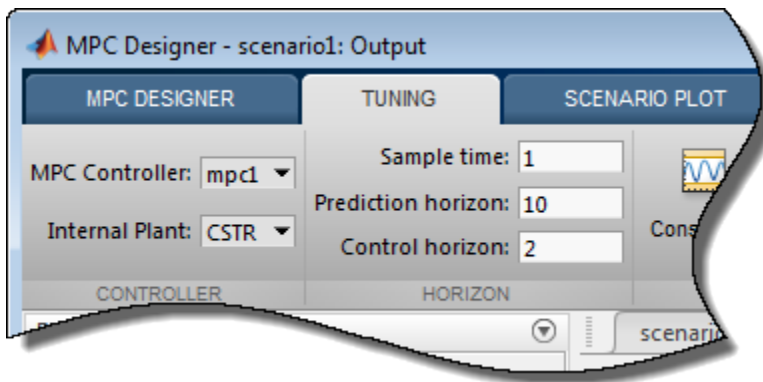 MPC Designer - scenario1: Output
MPC DESIGNER
TUNING
SCENARIO PLOT
MPC Controller: mpc1
Internal Plant: CSTR
Sample time: 1
Prediction horizon: 10
Control horizon: 2
CONTROLLER
HORIZON